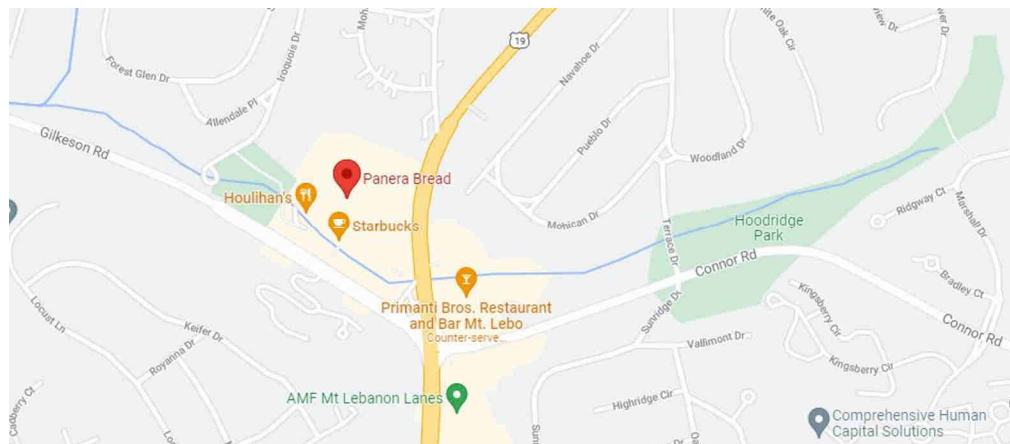 19
Forest Glen Dr
Iroquois Dr
Allendale Pl
Gilkeson Rd
Navahoe Dr
Pueblo Dr
Woodland Dr
Mohican Dr
Terrace Dr
Panera Bread
Houlihan's
Starbucks
Hoodridge
Park
Ridgway Ct
Marshall Dr
Connor Rd
Bradley Ct
Primanti Bros. Restaurant
and Bar Mt. Lebo
Counter-serve...
Sunridge Dr
Kingsberry Cir
Connor Rd
Locust Ln
Keifer Dr
Royanna Dr
Vallimont Dr
Kingsberry Cir
AMF Mt Lebanon Lanes
Highridge Cir
Cadberry Ct
Comprehensive Human
Capital Solutions